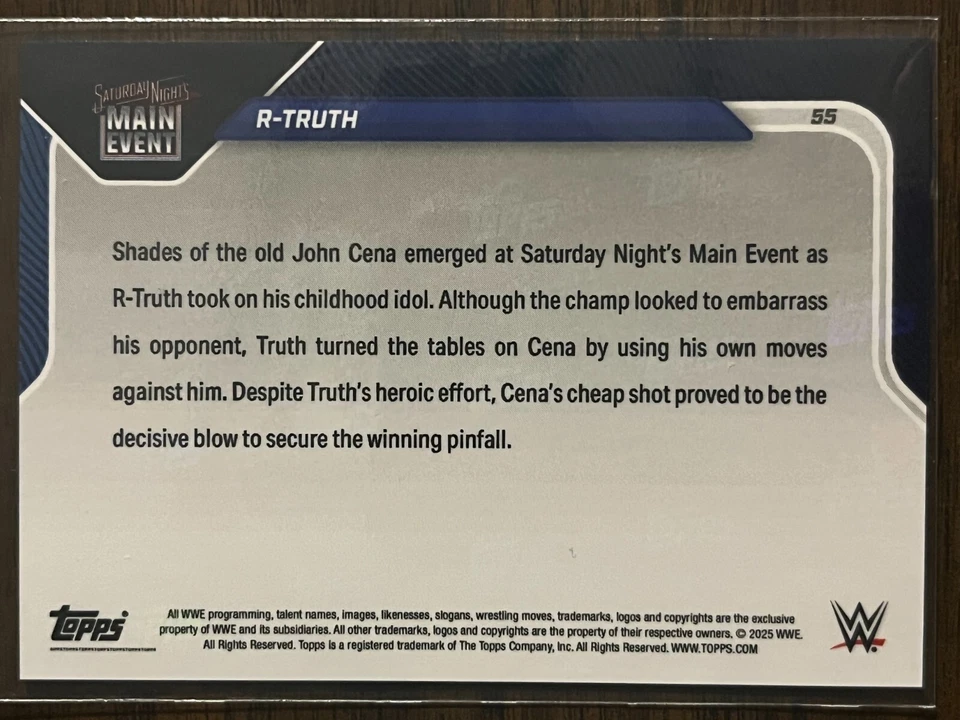 SATURDAY NIGHT'S
MAIN
EVENT
R-TRUTH
55
Shades of the old John Cena emerged at Saturday Night's Main Event as
R-Truth took on his childhood idol. Although the champ looked to embarrass
his opponent, Truth turned the tables on Cena by using his own moves
against him. Despite Truth's heroic effort, Cena's cheap shot proved to be the
decisive blow to secure the winning pinfall.
topps
All WWE programming, talent names, images, likenesses, slogans, wrestling moves, trademarks, logos and copyrights are the exclusive
property of WWE and its subsidiaries. All other trademarks, logos and copyrights are the property of their respective owners. © 2025 WWE.
All Rights Reserved. Topps is a registered trademark of The Topps Company, Inc. All Rights Reserved. WWW.TOPPS.COM
W